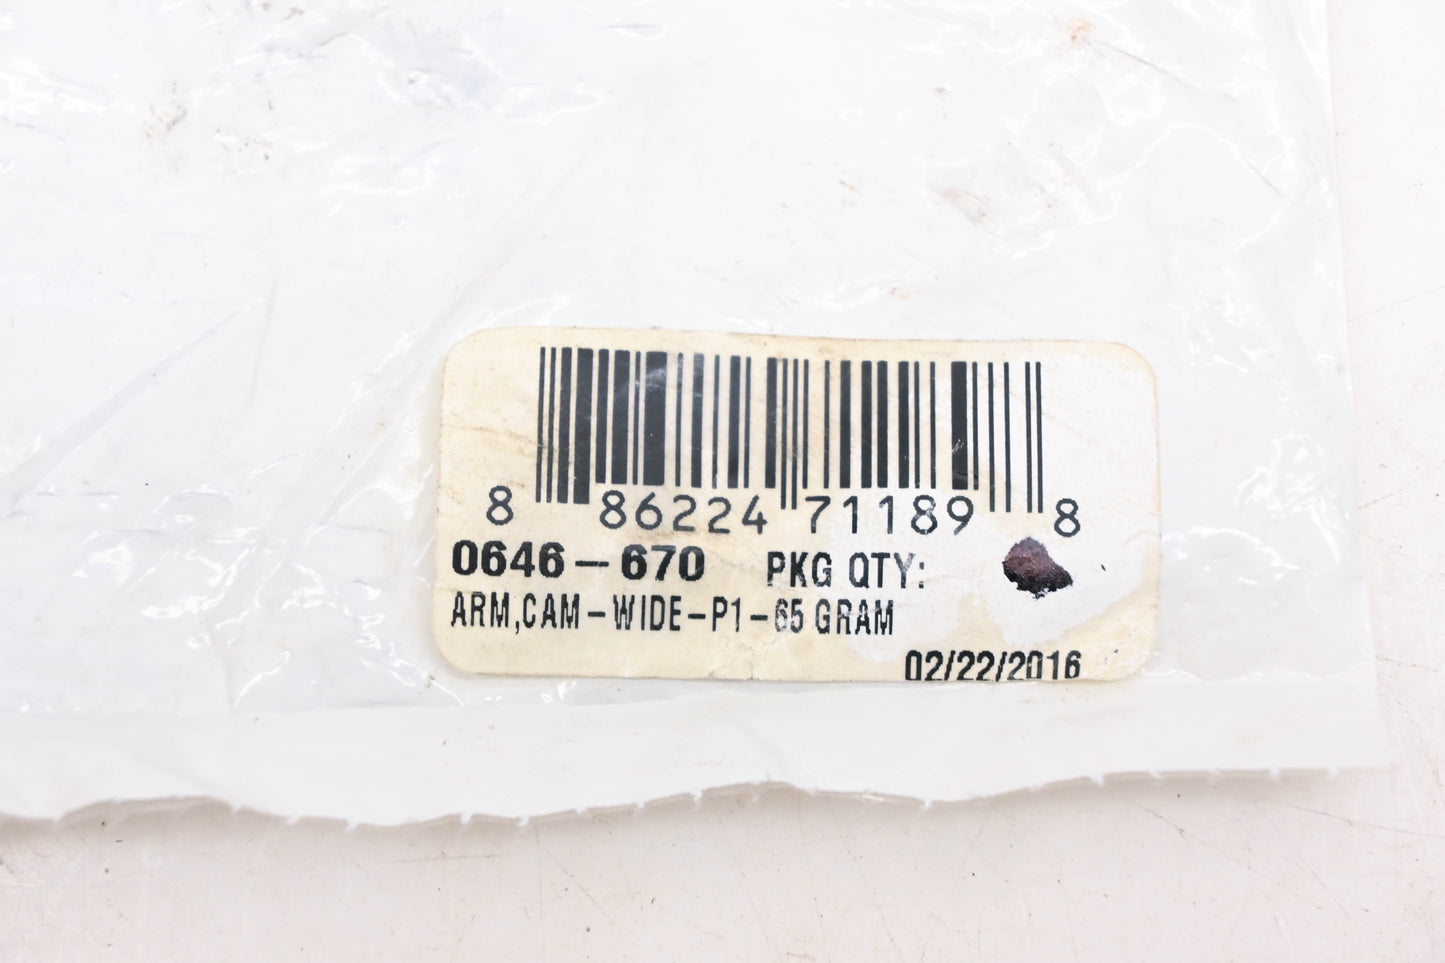 8 86224 71189 8
0646-670 PKG QTY:
ARM,CAM-WIDE-P1-65 GRAM
02/22/2016